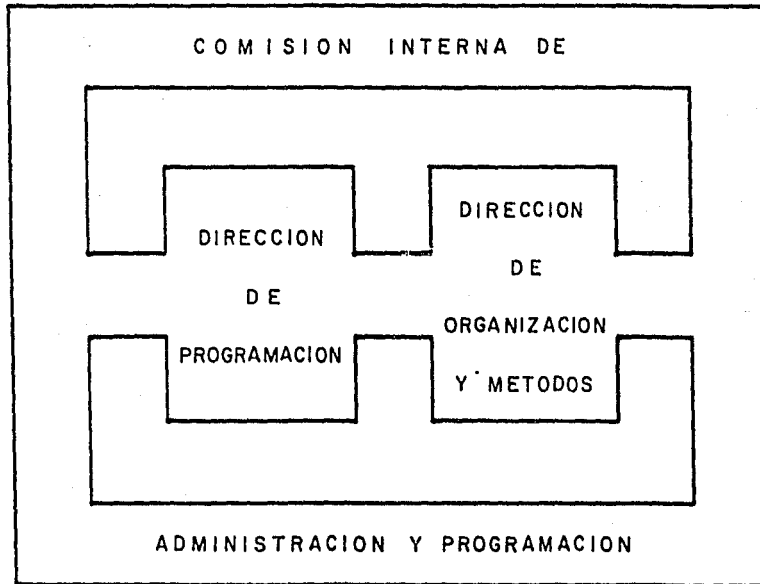 COMISION INTERNA DE
DIRECCION
DE
PROGRAMACION
DIRECCION
DE
ORGANIZACION
Y METODOS
ADMINISTRACION Y PROGRAMACION